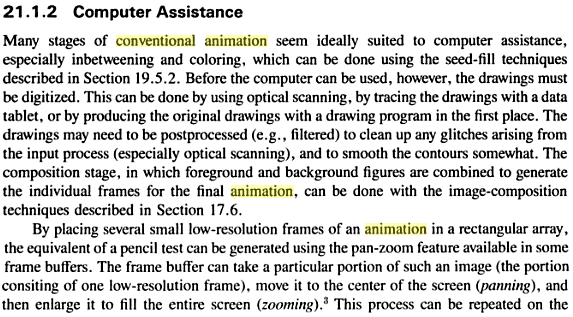 21.1.2 Computer Assistance
Many stages of conventional animation seem ideally suited to computer assistance,
especially inbetweening and coloring, which can be done using the seed-fill techniques
described in Section 19.5.2. Before the computer can be used, however, the drawings must
be digitized. This can be done by using optical scanning, by tracing the drawings with a data
tablet, or by producing the original drawings with a drawing program in the first place. The
drawings may need to be postprocessed (e.g., filtered) to clean up any glitches arising from
the input process (especially optical scanning), and to smooth the contours somewhat. The
composition stage, in which foreground and background figures are combined to generate
the individual frames for the final animation, can be done with the image-composition
techniques described in Section 17.6.
By placing several small low-resolution frames of an animation in a rectangular array,
the equivalent of a pencil test can be generated using the pan-zoom feature available in some
frame buffers. The frame buffer can take a particular portion of such an image (the portion
consiting of one low-resolution frame), move it to the center of the screen (panning), and
then enlarge it to fill the entire screen (zooming).³ This process can be repeated on the